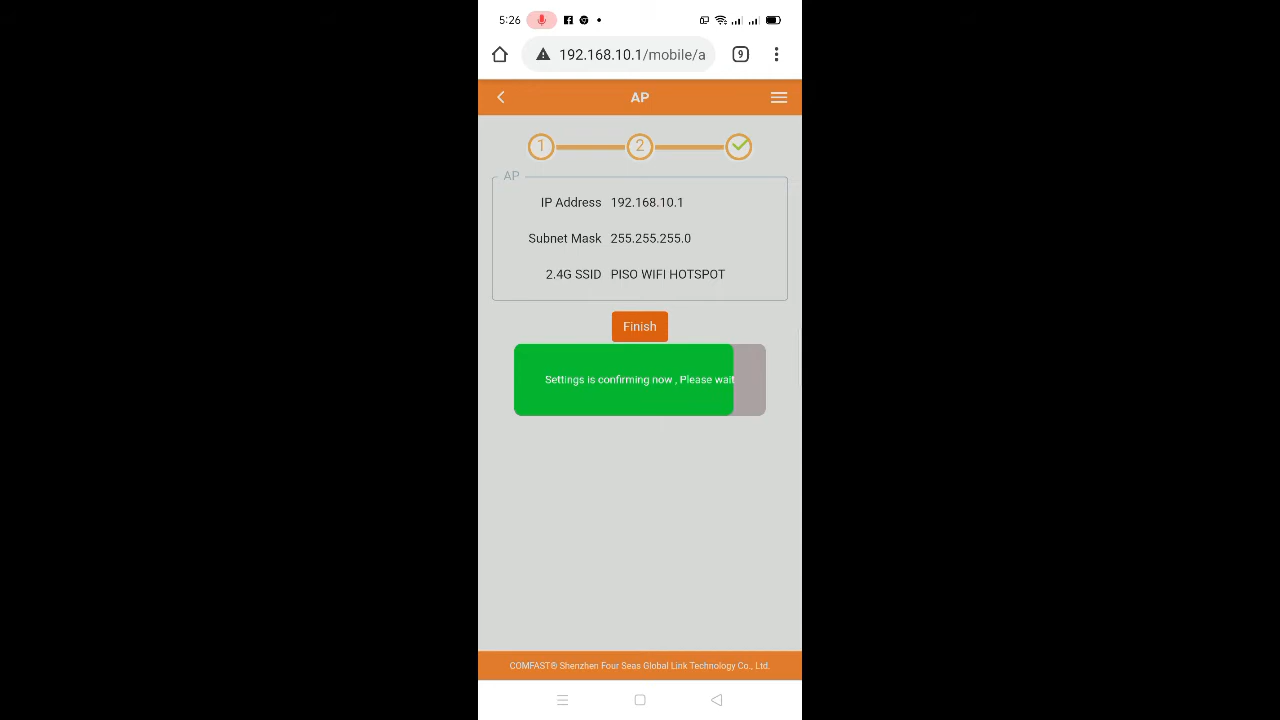 5:26
192.168.10.1/mobile/a
9
AP
1
2
AP
IP Address 192.168.10.1
Subnet Mask 255.255.255.0
2.4G SSID PISO WIFI HOTSPOT
Finish
Settings is confirming now , Please wait
COMFAST® Shenzhen Four Seas Global Link Technology Co., Ltd.